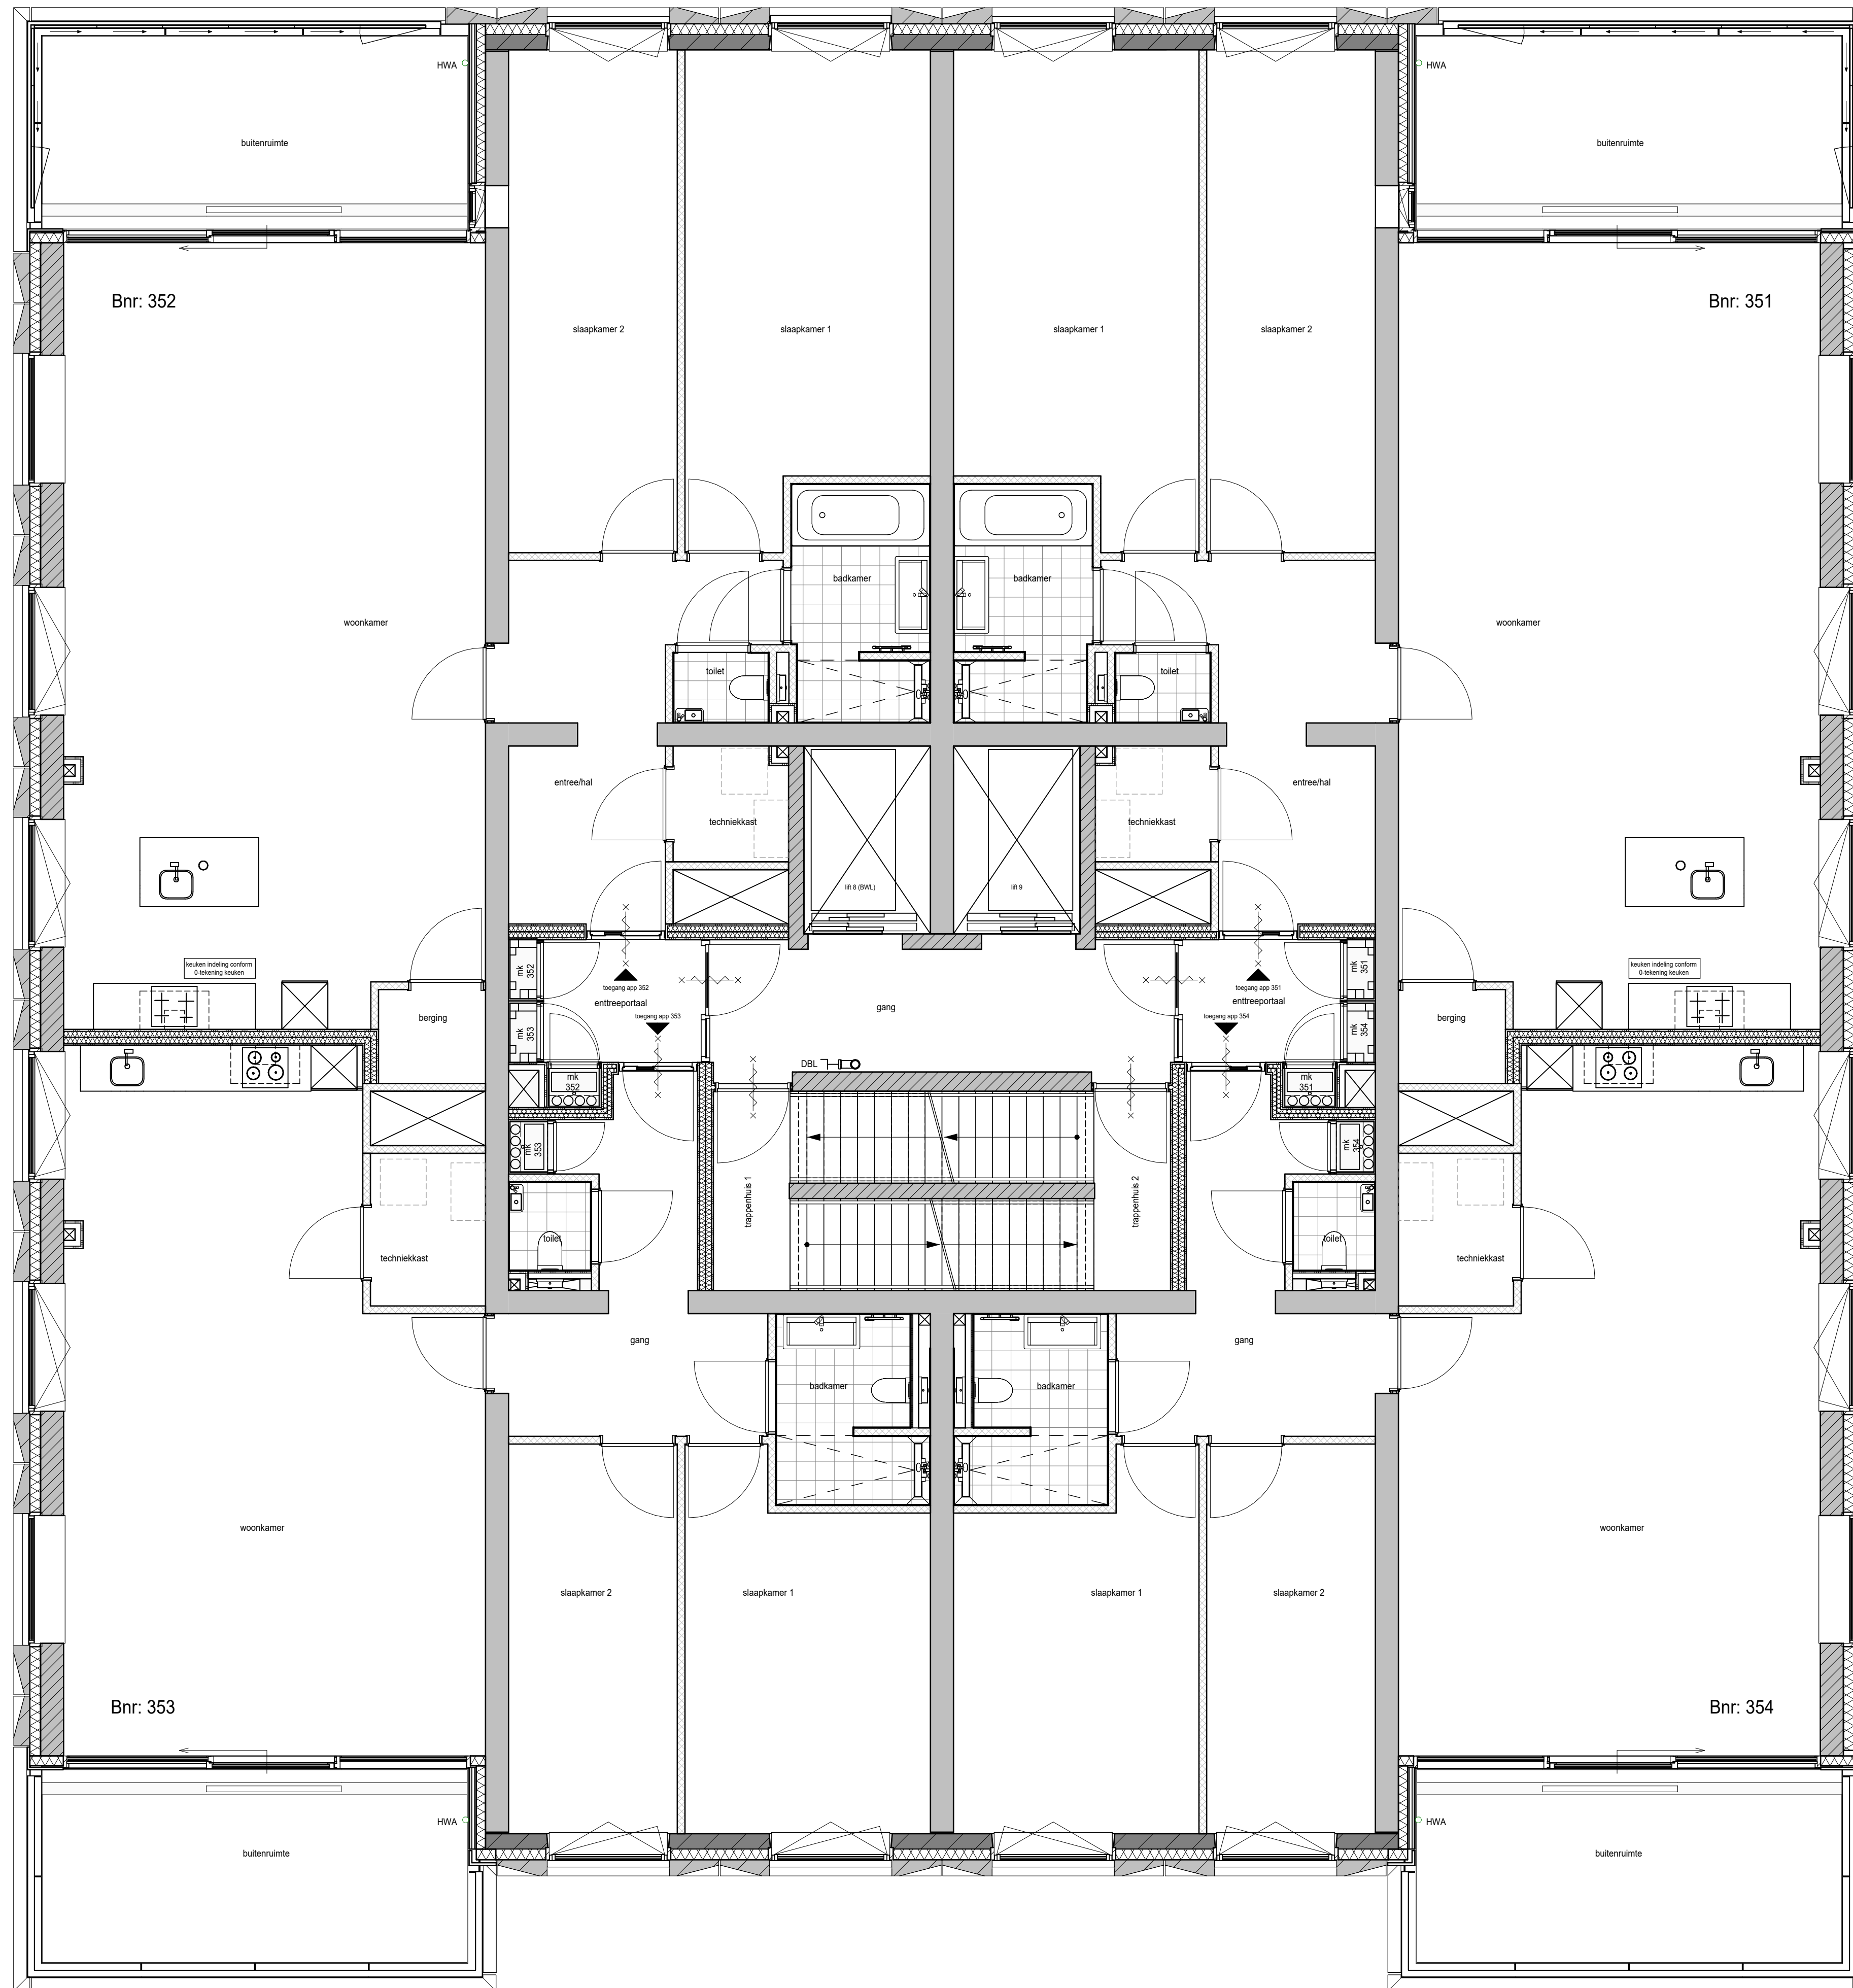 HWA
HWA
buitenruimte
buitenruimte
Bnr: 352
Bnr: 351
slaapkamer 2
slaapkamer 1
slaapkamer 1
slaapkamer 2
badkamer
badkamer
woonkamer
woonkamer
toilet
toilet
entree/hal
entree/hal
techniekkast
techniekkast
lift 8 (BWL)
lift 9
keuken indeling conform
0-tekening keuken
keuken indeling conform
0-tekening keuken
mk
352
mk
351
toegang app 352
toegang app 351
enttreeportaal
enttreeportaal
gang
toegang app 353
toegang app 354
berging
berging
mk
353
mk
354
DBL
mk
352
mk
351
mk
353
mk
354
trappenhuis 1
trappenhuis 2
toilet
toilet
techniekkast
techniekkast
gang
gang
badkamer
badkamer
woonkamer
woonkamer
slaapkamer 2
slaapkamer 1
slaapkamer 1
slaapkamer 2
Bnr: 353
Bnr: 354
HWA
HWA
buitenruimte
buitenruimte